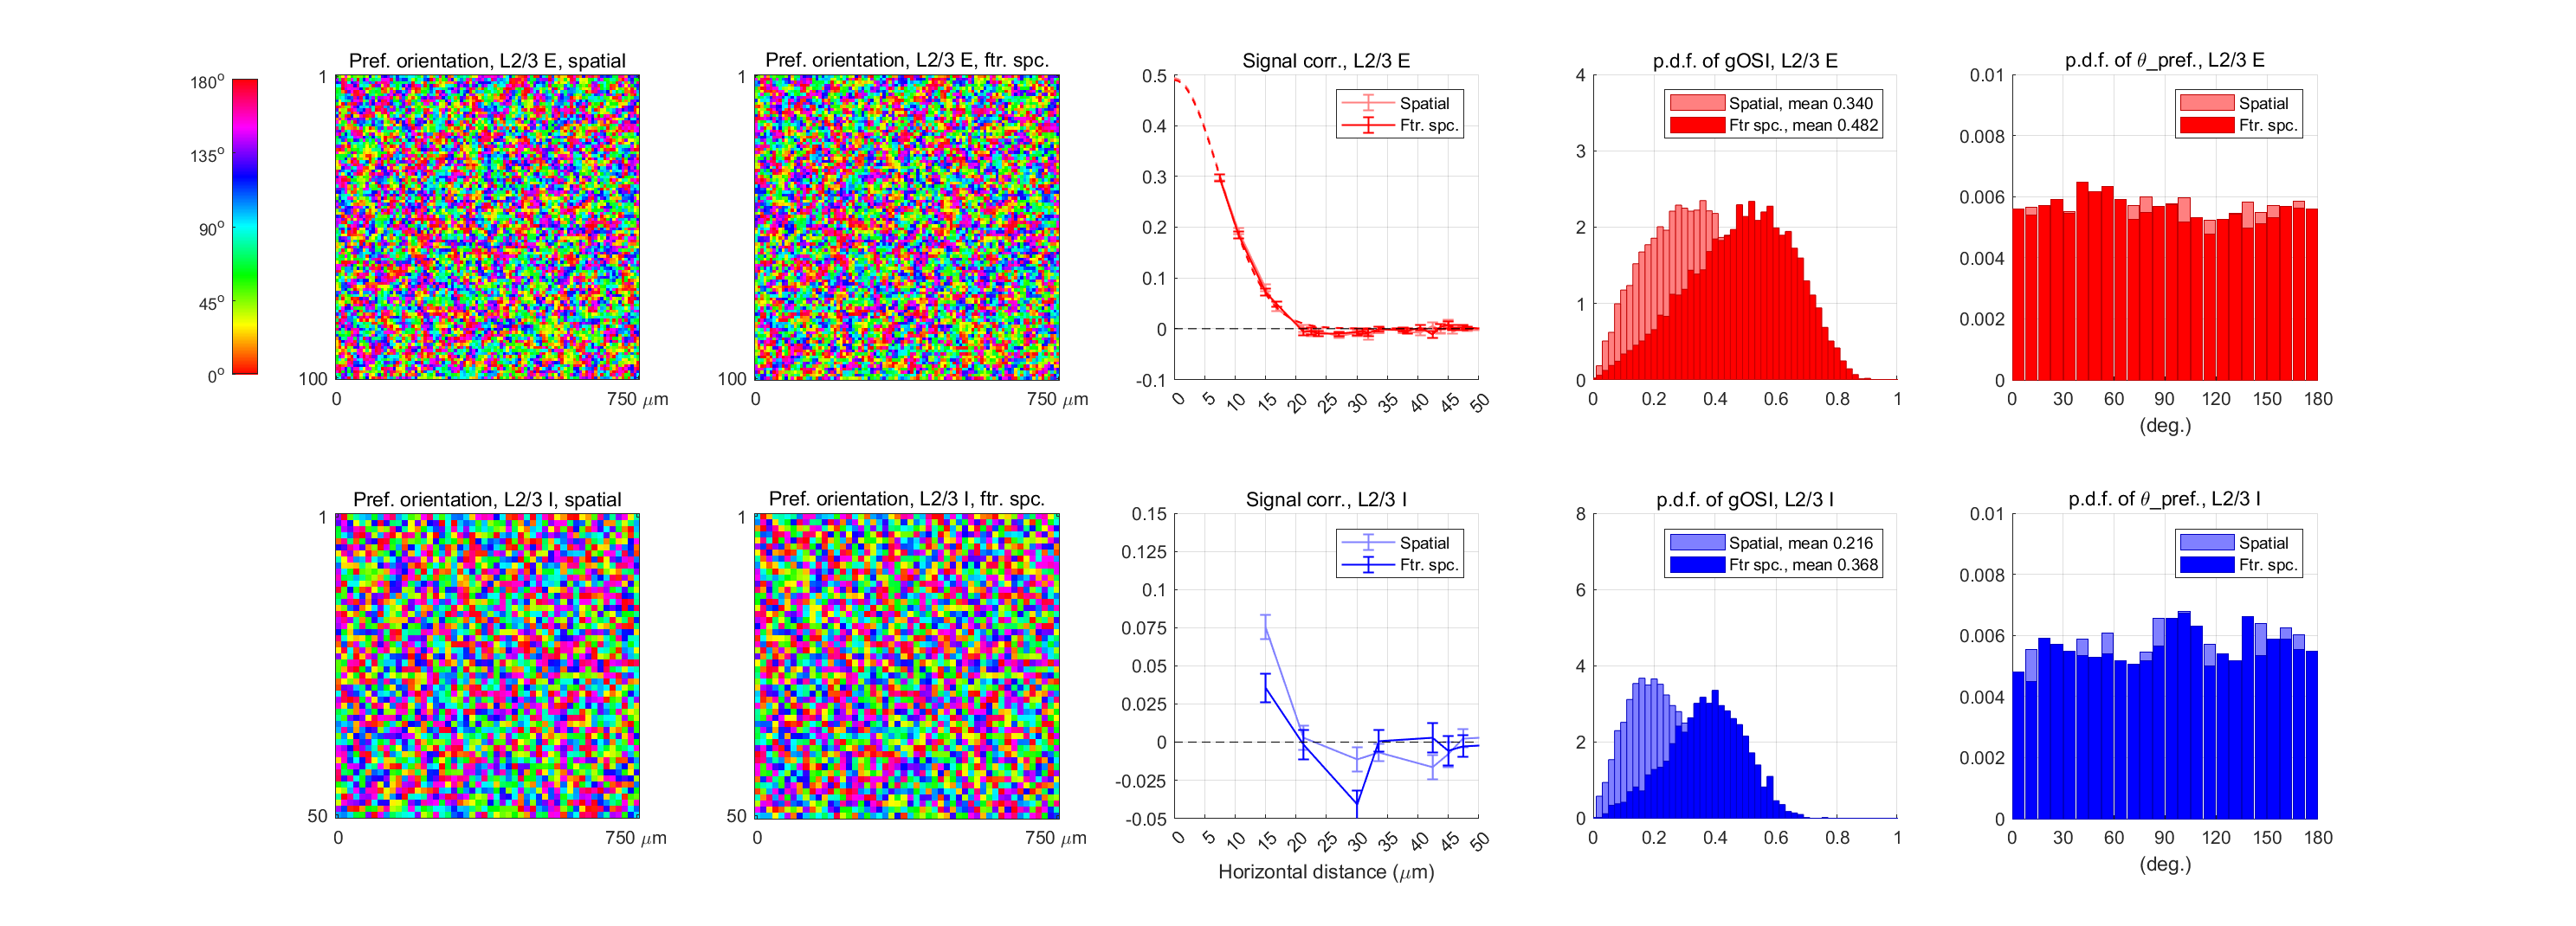 Pref. orientation, L2/3 E, spatial
Pref. orientation, L2/3 E, ftr. spc.
Signal corr., L2/3 E
p.d.f. of gOSI, L2/3 E
p.d.f. of θ_pref., L2/3 E
180o
135o
90o
45o
0o
1
100
0
750 μm
1
100
0
750 μm
0.5
0.4
0.3
0.2
0.1
0
-0.1
0 5 10 15 20 25 30 35 40 45 50
Spatial
Ftr. spc.
4
3
2
1
0
0 0.2 0.4 0.6 0.8 1
Spatial, mean 0.340
Ftr spc., mean 0.482
0.01
0.008
0.006
0.004
0.002
0
0 30 60 90 120 150 180
(deg.)
Spatial
Ftr. spc.
Pref. orientation, L2/3 I, spatial
Pref. orientation, L2/3 I, ftr. spc.
Signal corr., L2/3 I
p.d.f. of gOSI, L2/3 I
p.d.f. of θ_pref., L2/3 I
1
50
0
750 μm
1
50
0
750 μm
0.15
0.125
0.1
0.075
0.05
0.025
0
-0.025
-0.05
0 5 10 15 20 25 30 35 40 45 50
Horizontal distance (μm)
Spatial
Ftr. spc.
8
6
4
2
0
0 0.2 0.4 0.6 0.8 1
Spatial, mean 0.216
Ftr spc., mean 0.368
0.01
0.008
0.006
0.004
0.002
0
0 30 60 90 120 150 180
(deg.)
Spatial
Ftr. spc.